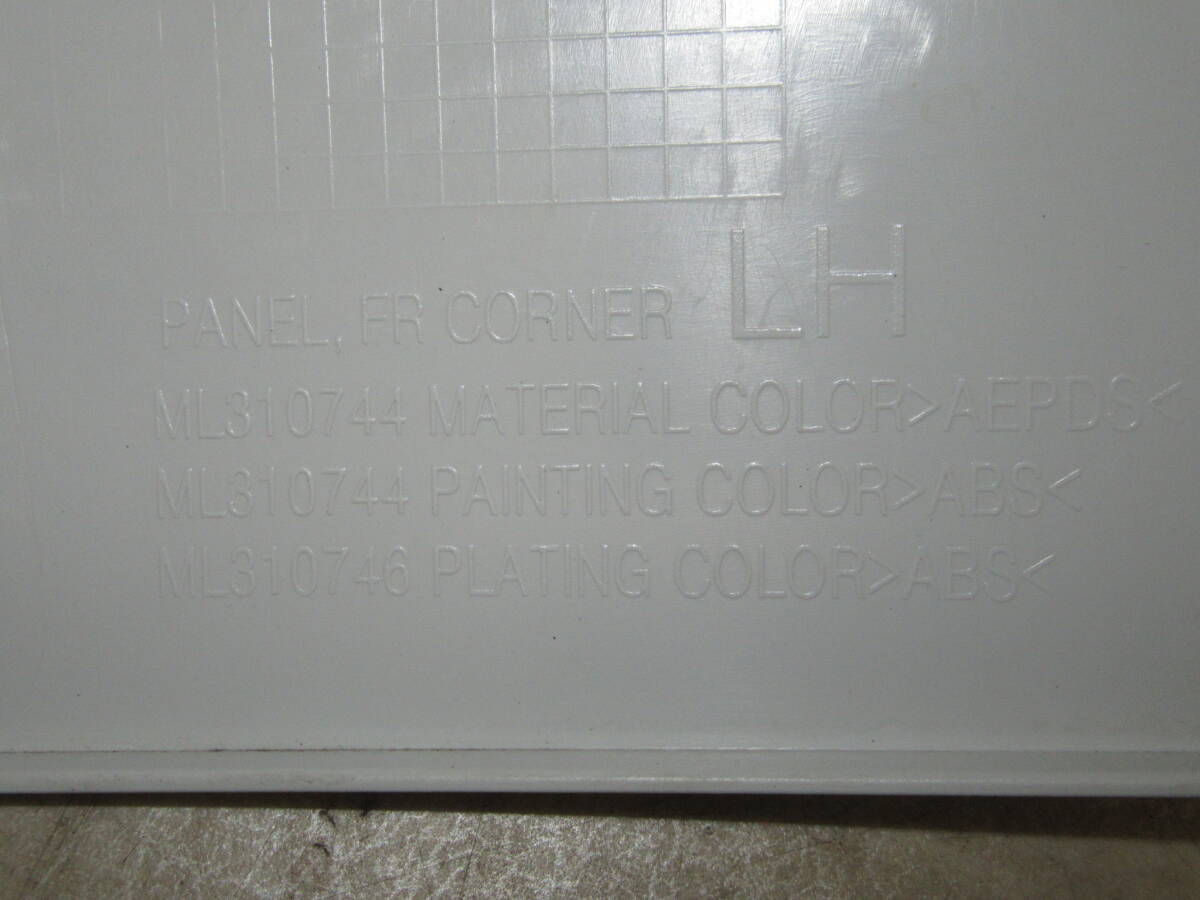 PANEL, FR CORNER LH
ML310744 MATERIAL COLOR>AEPDS<
ML310744 PAINTING COLOR>ABS<
ML310746 PLATING COLOR>ABS<